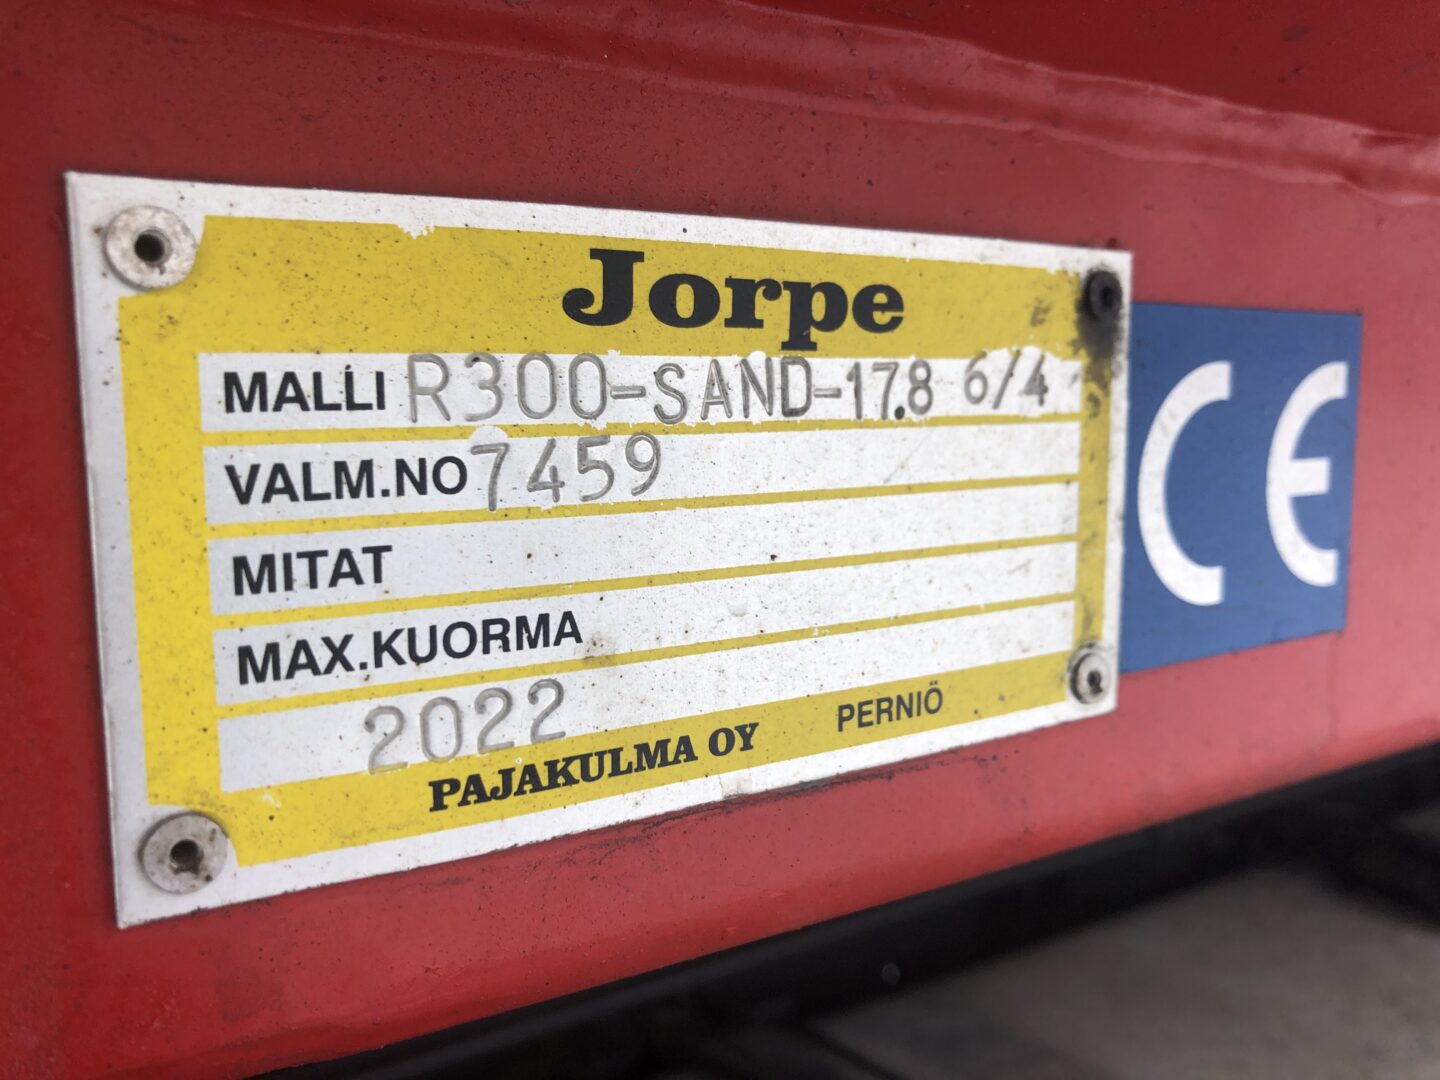 Jorpe
MALLI R300-SAND-17.8 6/4
VALM.NO 7459
MITAT
MAX.KUORMA
2022
PAJAKULMA OY PERNIÖ
CE